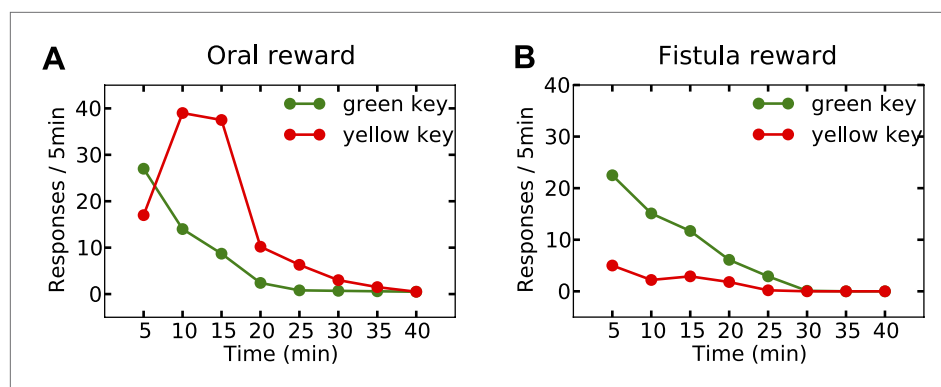 A Oral reward
green key
yellow key
Responses / 5min
40
30
20
10
0
5 10 15 20 25 30 35 40
Time (min)
B Fistula reward
green key
yellow key
Responses / 5min
40
30
20
10
0
5 10 15 20 25 30 35 40
Time (min)